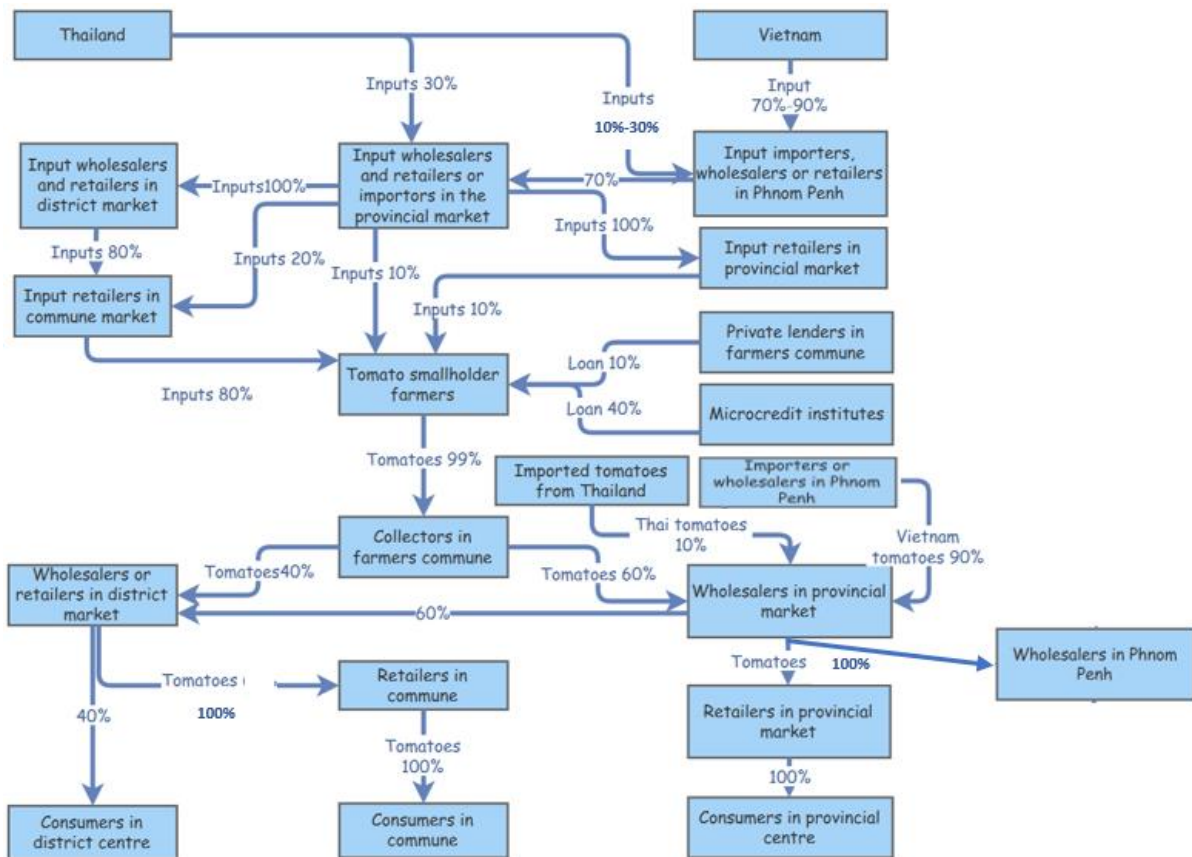 Thailand
Vietnam
Inputs 30%
Inputs
10%-30%
Input
70%-90%
Input wholesalers
and retailers in
district market
Inputs100%
Input wholesalers
and retailers or
importors in the
provincial market
70%
Input importers,
wholesalers or retailers
in Phnom Penh
Inputs 80%
Inputs 20%
Inputs 10%
Inputs 100%
Input retailers in
provincial market
Input retailers in
commune market
Inputs 10%
Private lenders in
farmers commune
Loan 10%
Inputs 80%
Tomato smallholder
farmers
Loan 40%
Microcredit institutes
Tomatoes 99%
Imported tomatoes
from Thailand
Importers or
wholesalers in Phnom
Penh
Collectors in
farmers commune
Thai tomatoes
10%
Vietnam
tomatoes 90%
Wholesalers or
retailers in district
market
Tomatoes40%
Tomatoes 60%
Wholesalers in provincial
market
60%
Tomatoes
100%
Wholesalers in Phnom
Penh
40%
Tomatoes
100%
Retailers in
commune
Retailers in provincial
market
Tomatoes
100%
100%
Consumers in
district centre
Consumers in
commune
Consumers in provincial
centre